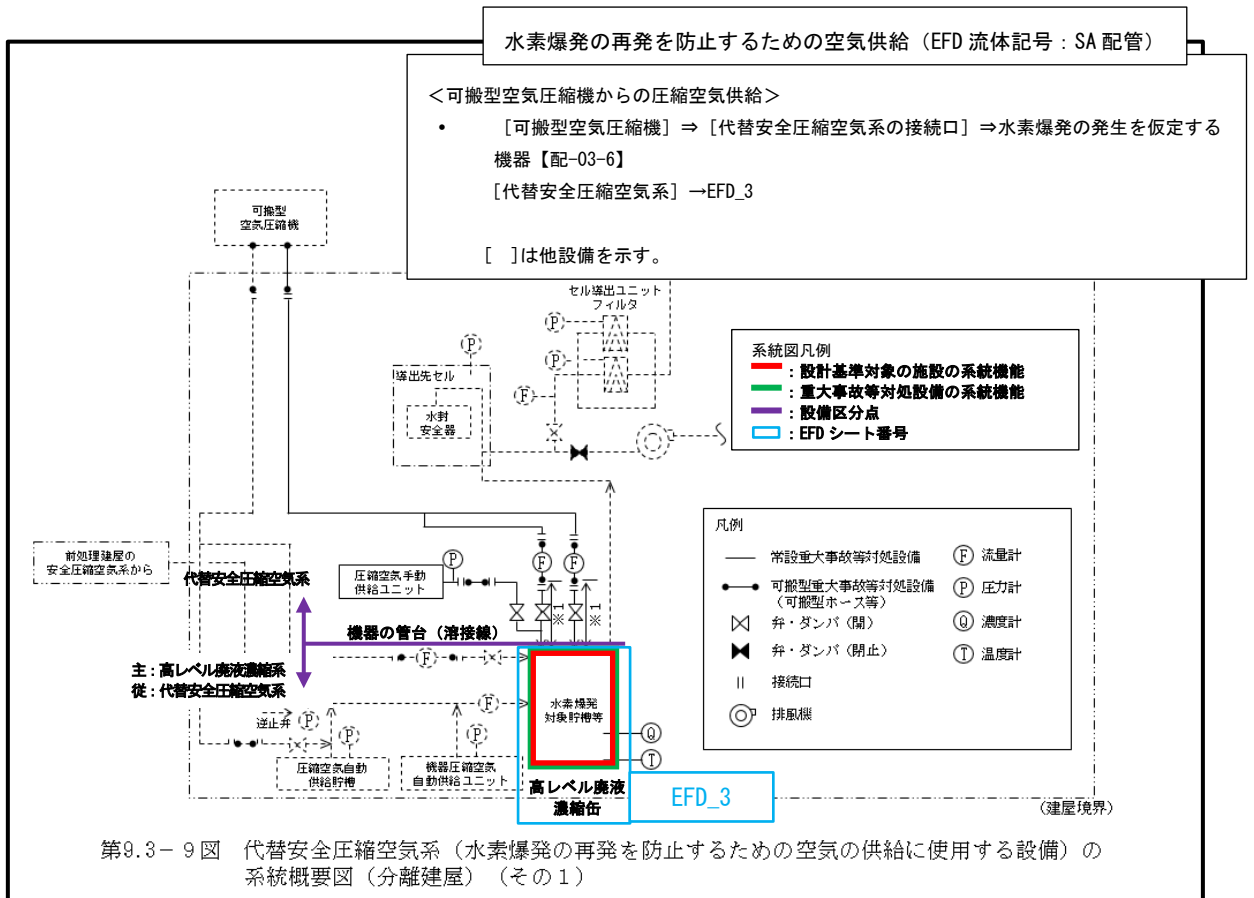 水素爆発の再発を防止するための空気供給（EFD 流体記号：SA 配管）
＜可搬型空気圧縮機からの圧縮空気供給＞
• ［可搬型空気圧縮機］⇒［代替安全圧縮空気系の接続口］⇒水素爆発の発生を仮定する
機器【配-03-6】
［代替安全圧縮空気系］→EFD_3
［ ］は他設備を示す。
可搬型
空気圧縮機
セル導出ユニット
フィルタ
P
P
P
F
導出先セル
水封
安全器
系統図凡例
：設計基準対象の施設の系統機能
：重大事故等対処設備の系統機能
：設備区分点
：EFD シート番号
凡例
常設重大事故等対処設備
可搬型重大事故等対処設備
（可搬型ホース等）
弁・ダンパ（開）
弁・ダンパ（閉止）
接続口
排風機
F 流量計
P 圧力計
Q 濃度計
T 温度計
前処理建屋の
安全圧縮空気系から
代替安全圧縮空気系
圧縮空気手動
供給ユニット
P
F
F
※1
※1
機器の管台（溶接線）
主：高レベル廃液濃縮系
従：代替安全圧縮空気系
F
F
水素爆発
対象貯槽等
逆止弁
P
P
P
Q
T
圧縮空気自動
供給貯槽
機器圧縮空気
自動供給ユニット
高レベル廃液
濃縮缶
EFD_3
（建屋境界）
第9.3－9図 代替安全圧縮空気系（水素爆発の再発を防止するための空気の供給に使用する設備）の
系統概要図（分離建屋）（その1）